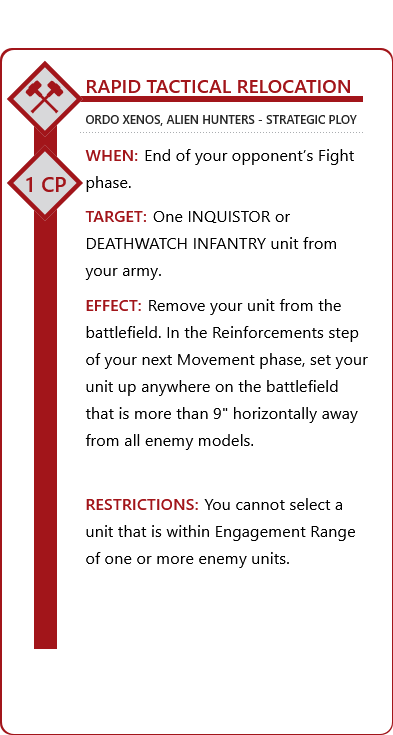 RAPID TACTICAL RELOCATION
ORDO XENOS, ALIEN HUNTERS - STRATEGIC PLOY
1 CP
WHEN: End of your opponent's Fight
phase.
TARGET: One INQUISTOR or
DEATHWATCH INFANTRY unit from
your army.
EFFECT: Remove your unit from the
battlefield. In the Reinforcements step
of your next Movement phase, set your
unit up anywhere on the battlefield
that is more than 9" horizontally away
from all enemy models.
RESTRICTIONS: You cannot select a
unit that is within Engagement Range
of one or more enemy units.